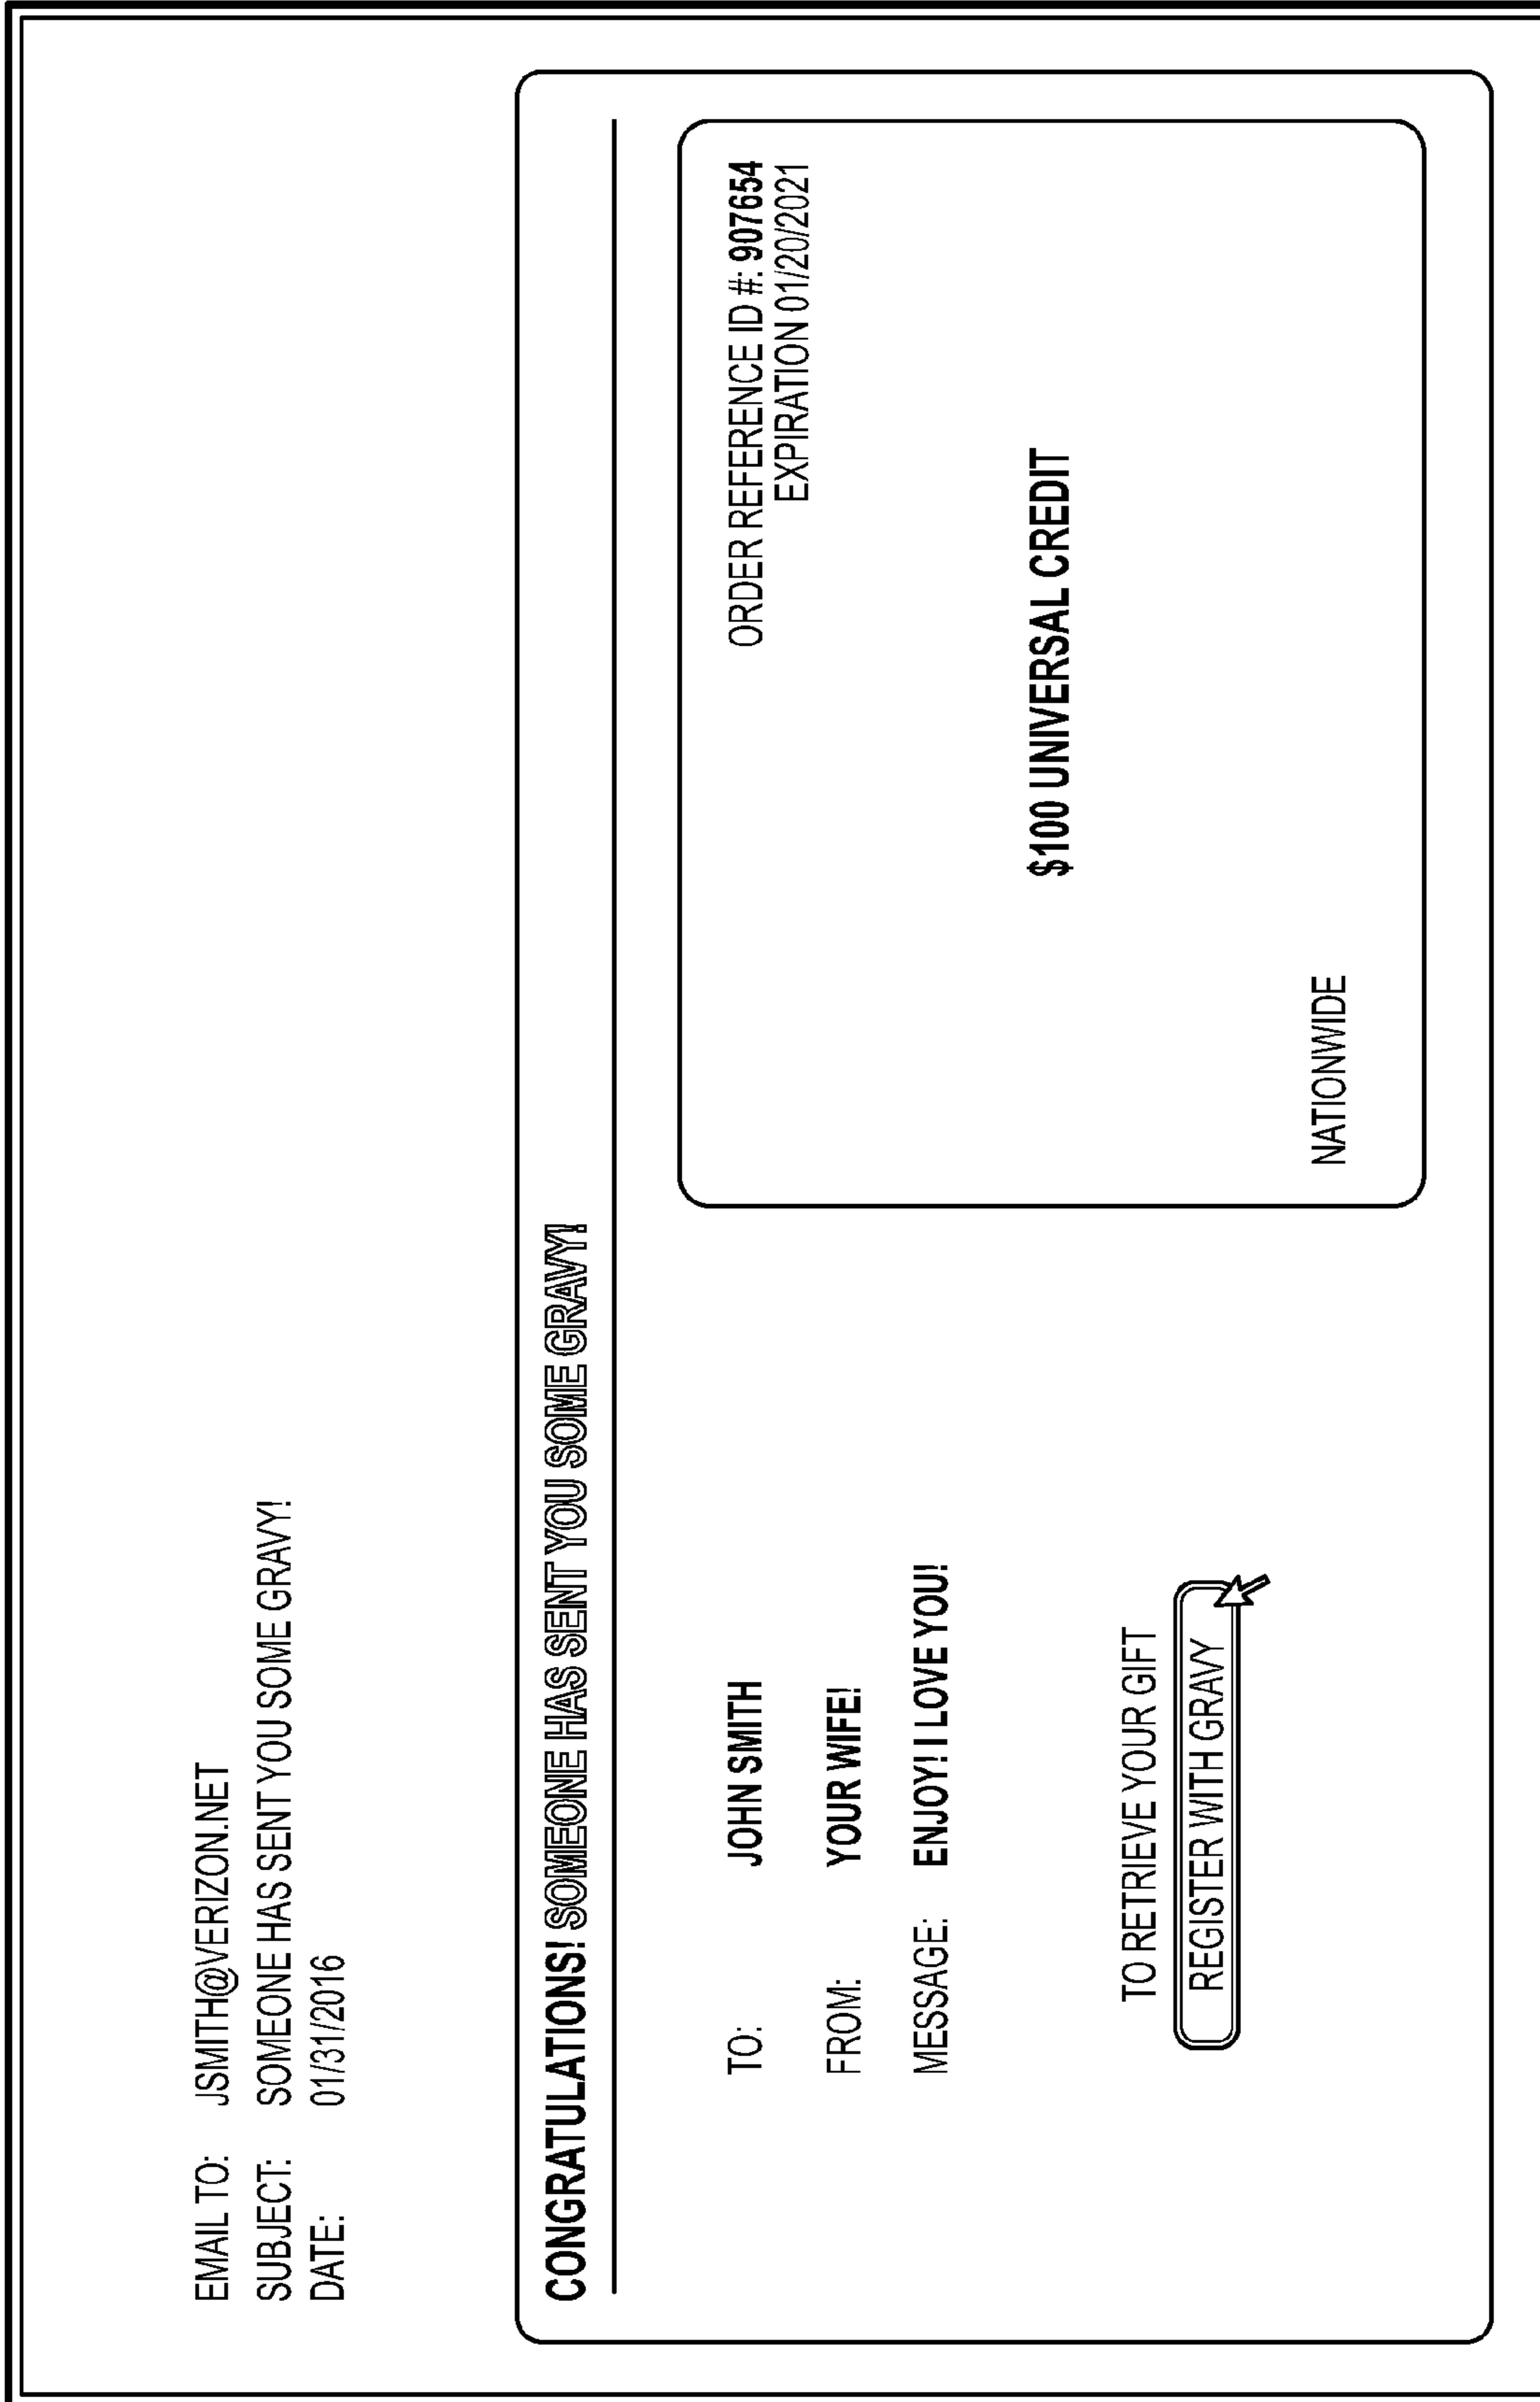 EMAIL TO: JSMITH@VERIZON.NET
SUBJECT: SOMEONE HAS SENT YOU SOME GRAVY!
DATE: 01/31/2016
CONGRATULATIONS! SOMEONE HAS SENT YOU SOME GRAVY!
TO: JOHN SMITH
FROM: YOUR WIFE!
MESSAGE: ENJOY! I LOVE YOU!
TO RETRIEVE YOUR GIFT
REGISTER WITH GRAVY
ORDER REFERENCE ID #: 907654
EXPIRATION 01/20/2021
$100 UNIVERSAL CREDIT
NATIONWIDE